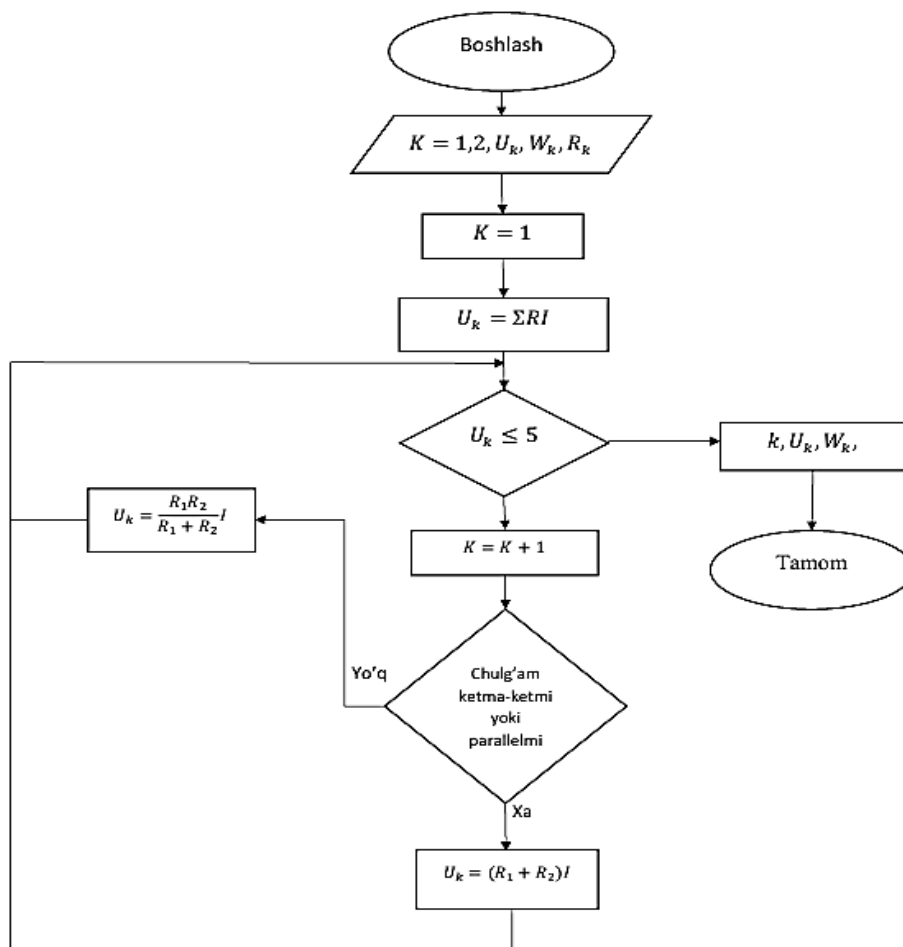 Boshlash
K = 1,2, U_k, W_k, R_k
K = 1
U_k = ΣRI
U_k ≤ 5
k, U_k, W_k,
U_k = \frac{R_1R_2}{R_1 + R_2}I
K = K + 1
Tamom
Yo'q
Chulg'am
ketma-ketmi
yoki
parallelmi
Xa
U_k = (R_1 + R_2)I